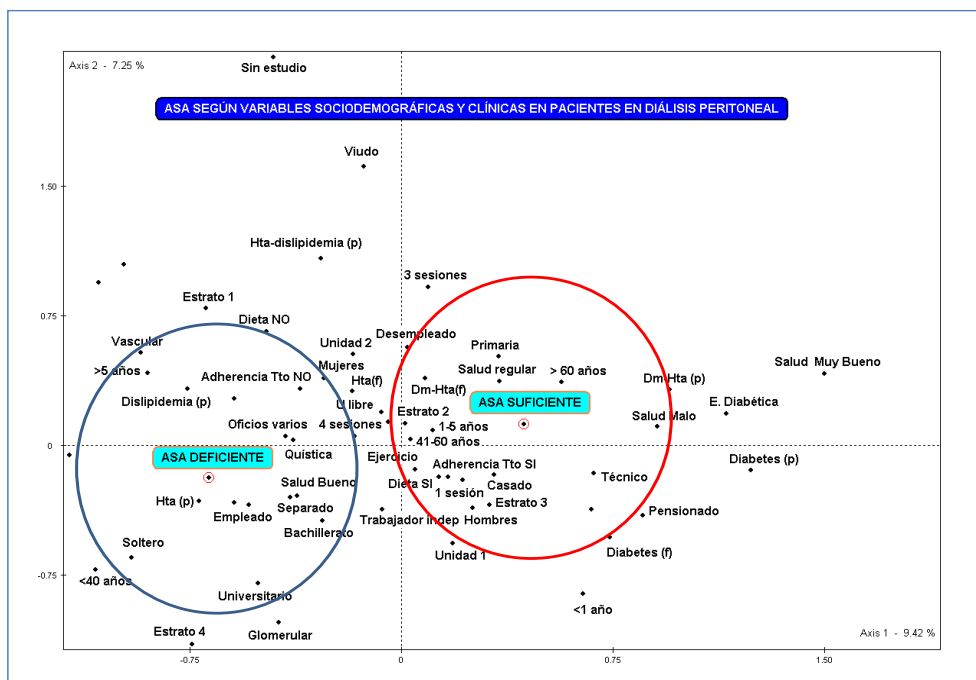 Axis 2 - 7.25 %
Sin estudio
ASA SEGÚN VARIABLES SOCIODEMOGRÁFICAS Y CLÍNICAS EN PACIENTES EN DIÁLISIS PERITONEAL
Viudo
1.50
Hta-dislipidemia (p)
3 sesiones
Estrato 1
0.75
Dieta NO
Desempleado
Vascular
Unidad 2
Primaria
Salud Muy Bueno
>5 años
Adherencia Tto NO
Mujeres
Salud regular
> 60 años
Hta(f)
Dm-Hta(f)
Dm-Hta (p)
Dislipidemia (p)
U libre
ASA SUFICIENTE
E. Diabética
Estrato 2
Salud Malo
Oficios varios
4 sesiones
1-5 años
0
41-60 años
Quística
ASA DEFICIENTE
Ejercicio
Adherencia Tto SI
Diabetes (p)
Salud Bueno
Dieta SI
Casado
Técnico
1 sesión
Hta (p)
Separado
Estrato 3
Empleado
Trabajador indep
Hombres
Pensionado
Bachillerato
Soltero
Unidad 1
Diabetes (f)
-0.75
<40 años
Universitario
<1 año
Estrato 4
Glomerular
Axis 1 - 9.42 %
-0.75
0
0.75
1.50